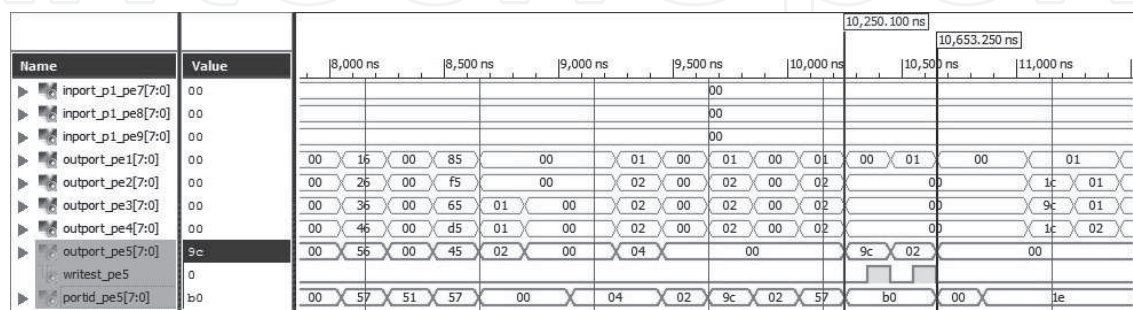 10,250.100 ns
10,653.250 ns
Name Value 8,000 ns 8,500 ns 9,000 ns 9,500 ns 10,000 ns 10,500 ns 11,000 ns
inport_p1_pe7[7:0] 00 00
inport_p1_pe8[7:0] 00 00
inport_p1_pe9[7:0] 00 00
outport_pe1[7:0] 00 00 16 00 85 00 01 00 01 00 01 00 01 00 01
outport_pe2[7:0] 00 00 26 00 f5 00 02 00 02 00 02 00 1c 01
outport_pe3[7:0] 00 00 36 00 65 01 00 02 00 02 00 02 00 9c 01
outport_pe4[7:0] 00 00 46 00 d5 01 00 02 00 02 00 02 00 1c 02
outport_pe5[7:0] 9c 00 56 00 45 02 00 04 00 9c 02 00
writest_pe5 0
portid_pe5[7:0] b0 00 57 51 57 00 04 02 9c 02 57 b0 00 1e